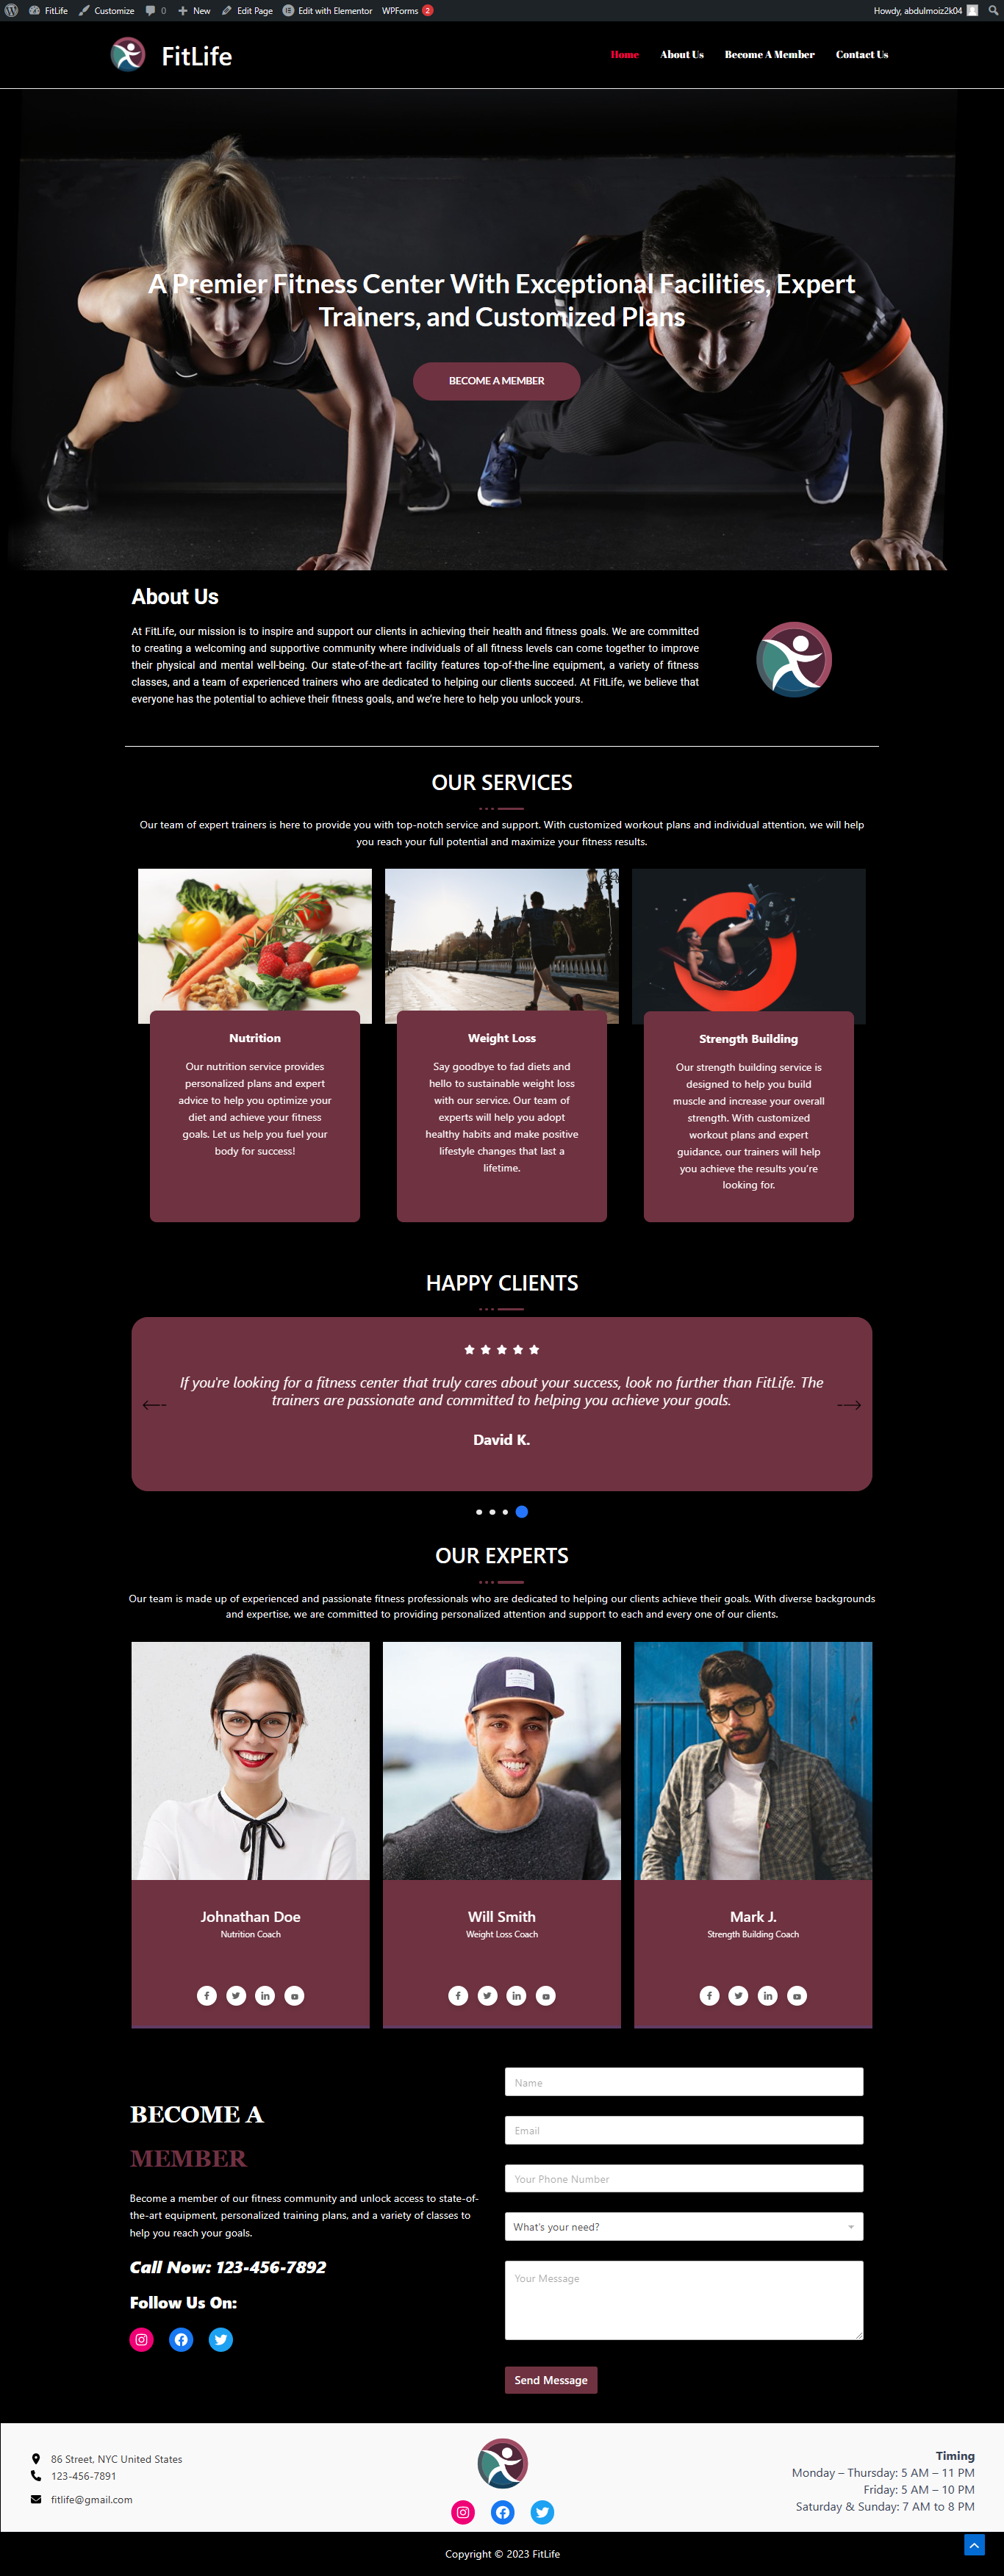 FitLife Customize 0 New Edit Page Edit with Elementor WPForms 2 Howdy, abdulmoiz2k04
FitLife
Home About Us Become A Member Contact Us
A Premier Fitness Center With Exceptional Facilities, Expert
Trainers, and Customized Plans
BECOME A MEMBER
About Us
At FitLife, our mission is to inspire and support our clients in achieving their health and fitness goals. We are committed
to creating a welcoming and supportive community where individuals of all fitness levels can come together to improve
their physical and mental well-being. Our state-of-the-art facility features top-of-the-line equipment, a variety of fitness
classes, and a team of experienced trainers who are dedicated to helping our clients succeed. At FitLife, we believe that
everyone has the potential to achieve their fitness goals, and we're here to help you unlock yours.
OUR SERVICES
Our team of expert trainers is here to provide you with top-notch service and support. With customized workout plans and individual attention, we will help
you reach your full potential and maximize your fitness results.
Nutrition
Our nutrition service provides
personalized plans and expert
advice to help you optimize your
diet and achieve your fitness
goals. Let us help you fuel your
body for success!
Weight Loss
Say goodbye to fad diets and
hello to sustainable weight loss
with our service. Our team of
experts will help you adopt
healthy habits and make positive
lifestyle changes that last a
lifetime.
Strength Building
Our strength building service is
designed to help you build
muscle and increase your overall
strength. With customized
workout plans and expert
guidance, our trainers will help
you achieve the results you're
looking for.
HAPPY CLIENTS
If you're looking for a fitness center that truly cares about your success, look no further than FitLife. The
trainers are passionate and committed to helping you achieve your goals.
David K.
OUR EXPERTS
Our team is made up of experienced and passionate fitness professionals who are dedicated to helping our clients achieve their goals. With diverse backgrounds
and expertise, we are committed to providing personalized attention and support to each and every one of our clients.
Johnathan Doe
Nutrition Coach
Will Smith
Weight Loss Coach
Mark J.
Strength Building Coach
BECOME A
MEMBER
Become a member of our fitness community and unlock access to state-of-
the-art equipment, personalized training plans, and a variety of classes to
help you reach your goals.
Call Now: 123-456-7892
Follow Us On:
Name
Email
Your Phone Number
What's your need?
Your Message
Send Message
86 Street, NYC United States
123-456-7891
fitlife@gmail.com
Timing
Monday – Thursday: 5 AM – 11 PM
Friday: 5 AM – 10 PM
Saturday & Sunday: 7 AM to 8 PM
Copyright © 2023 FitLife